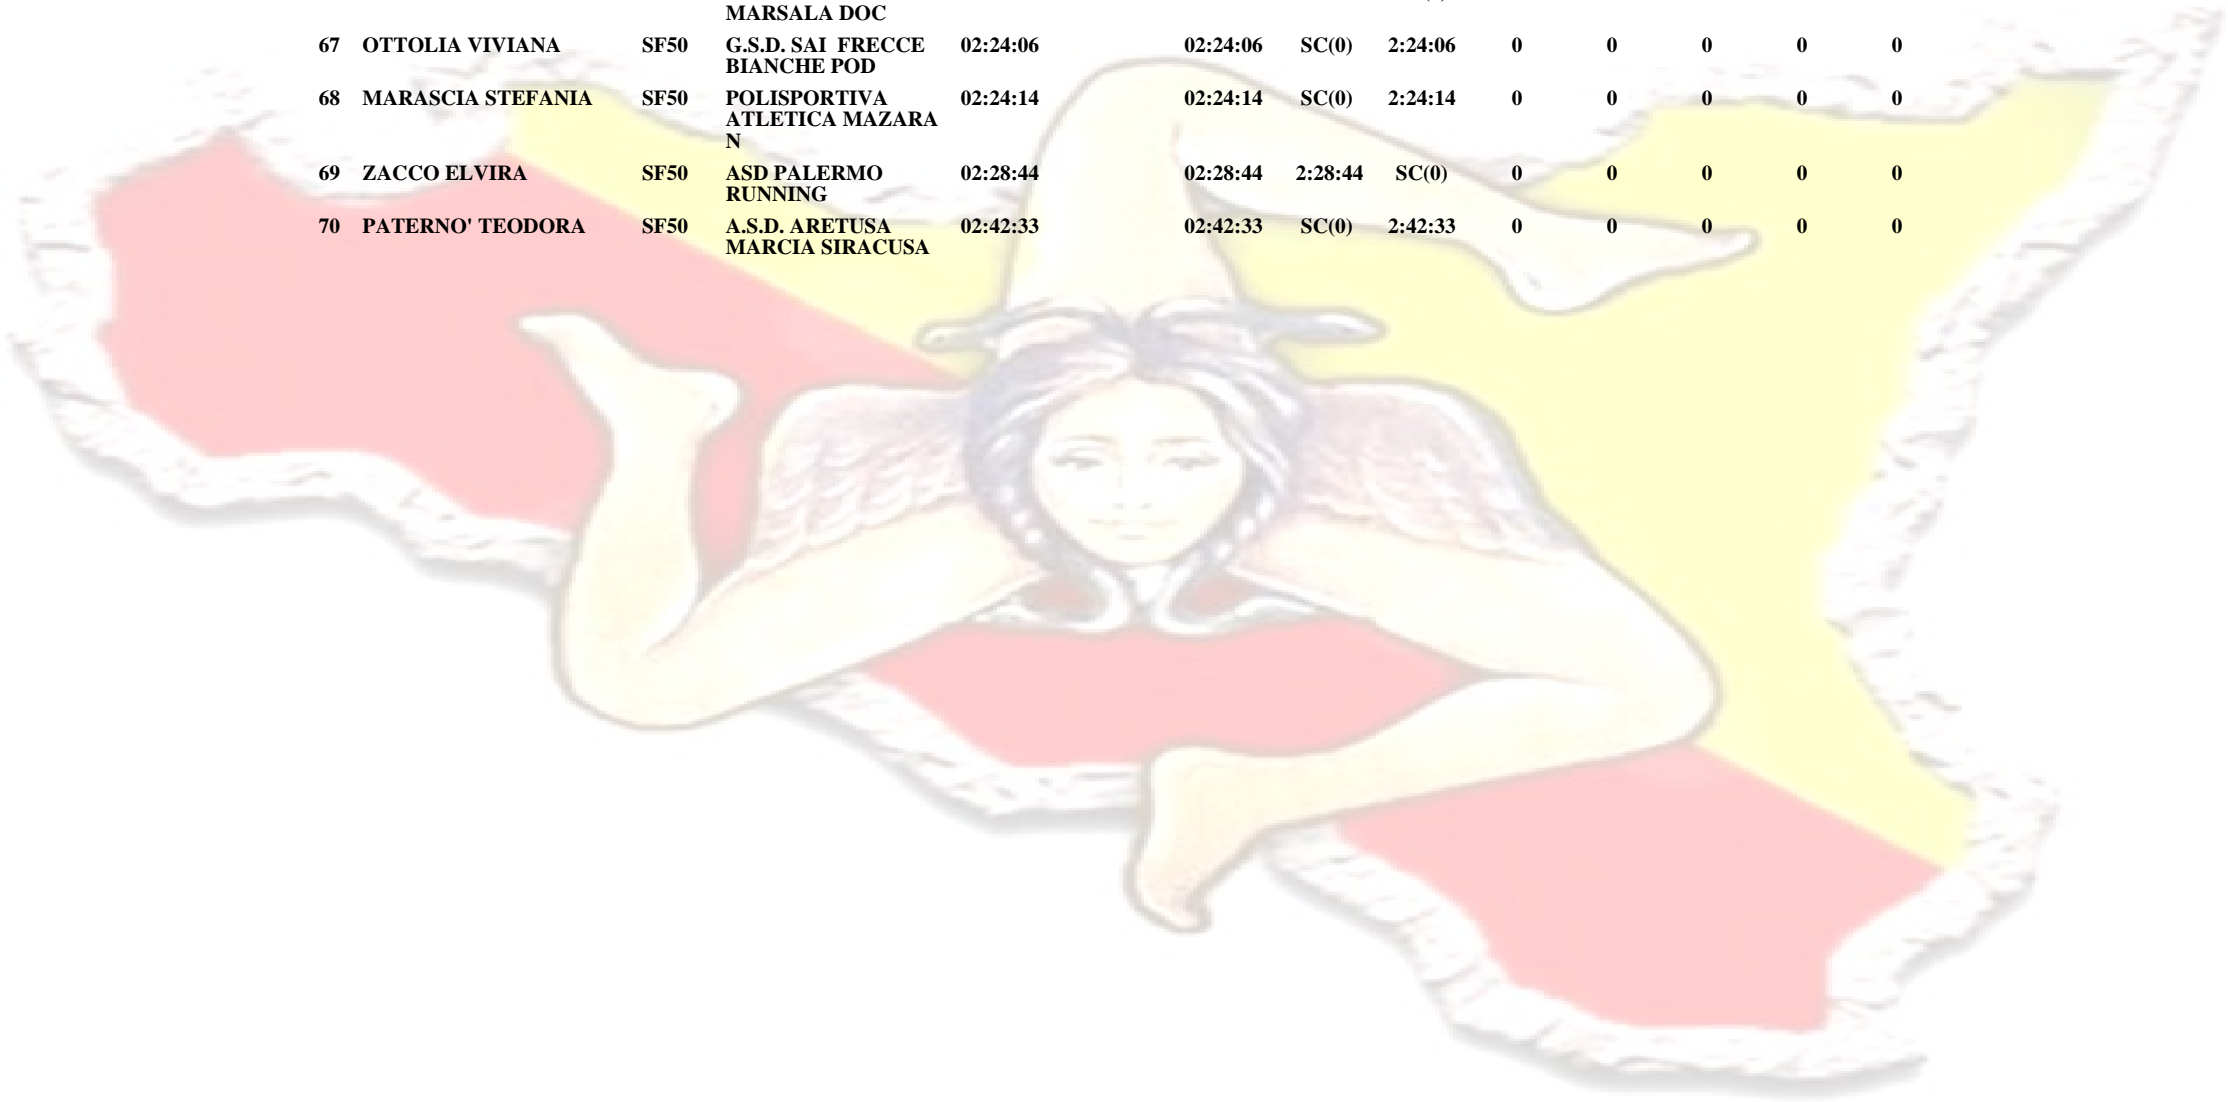 MARSALA DOC
67 OTTOLIA VIVIANA SF50 G.S.D. SAI FRECCE 02:24:06 02:24:06 SC(0) 2:24:06 0 0 0 0 0
BIANCHE POD
68 MARASCIA STEFANIA SF50 POLISPORTIVA 02:24:14 02:24:14 SC(0) 2:24:14 0 0 0 0 0
ATLETICA MAZARA
N
69 ZACCO ELVIRA SF50 ASD PALERMO 02:28:44 02:28:44 2:28:44 SC(0) 0 0 0 0 0
RUNNING
70 PATERNO' TEODORA SF50 A.S.D. ARETUSA 02:42:33 02:42:33 SC(0) 2:42:33 0 0 0 0 0
MARCIA SIRACUSA